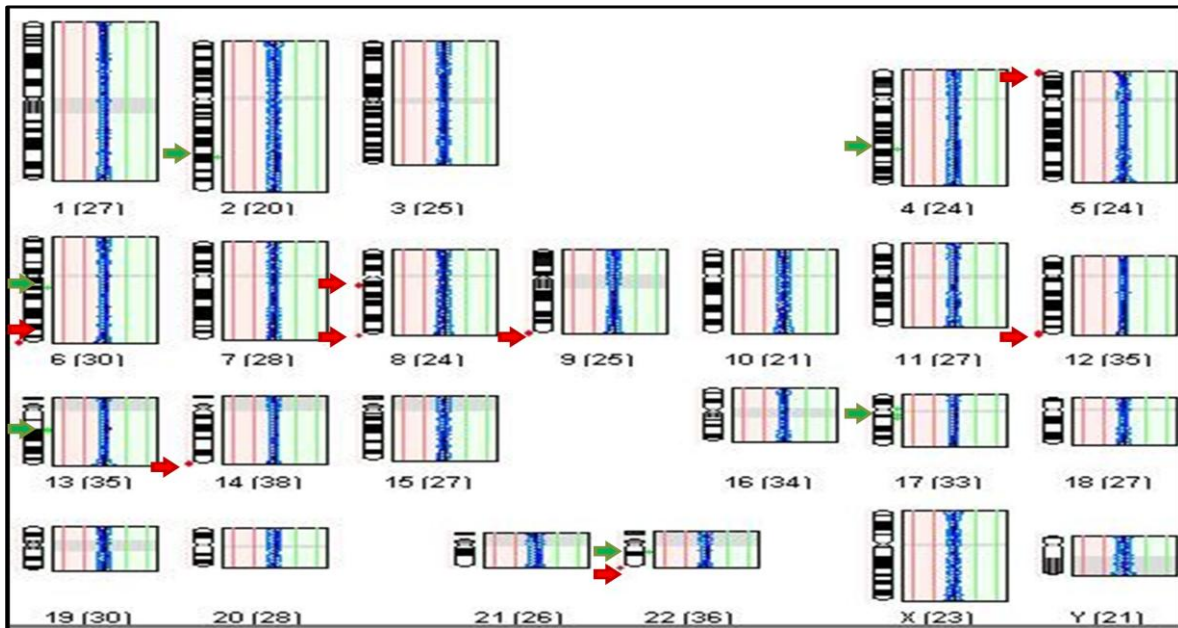 1 [27] 2 [20] 3 [25] 4 [24] 5 [24]
6 [30] 7 [28] 8 [24] 9 [25] 10 [21] 11 [27] 12 [35]
13 [35] 14 [38] 15 [27] 16 [34] 17 [33] 18 [27]
19 [30] 20 [28] 21 [26] 22 [36] X [23] Y [21]